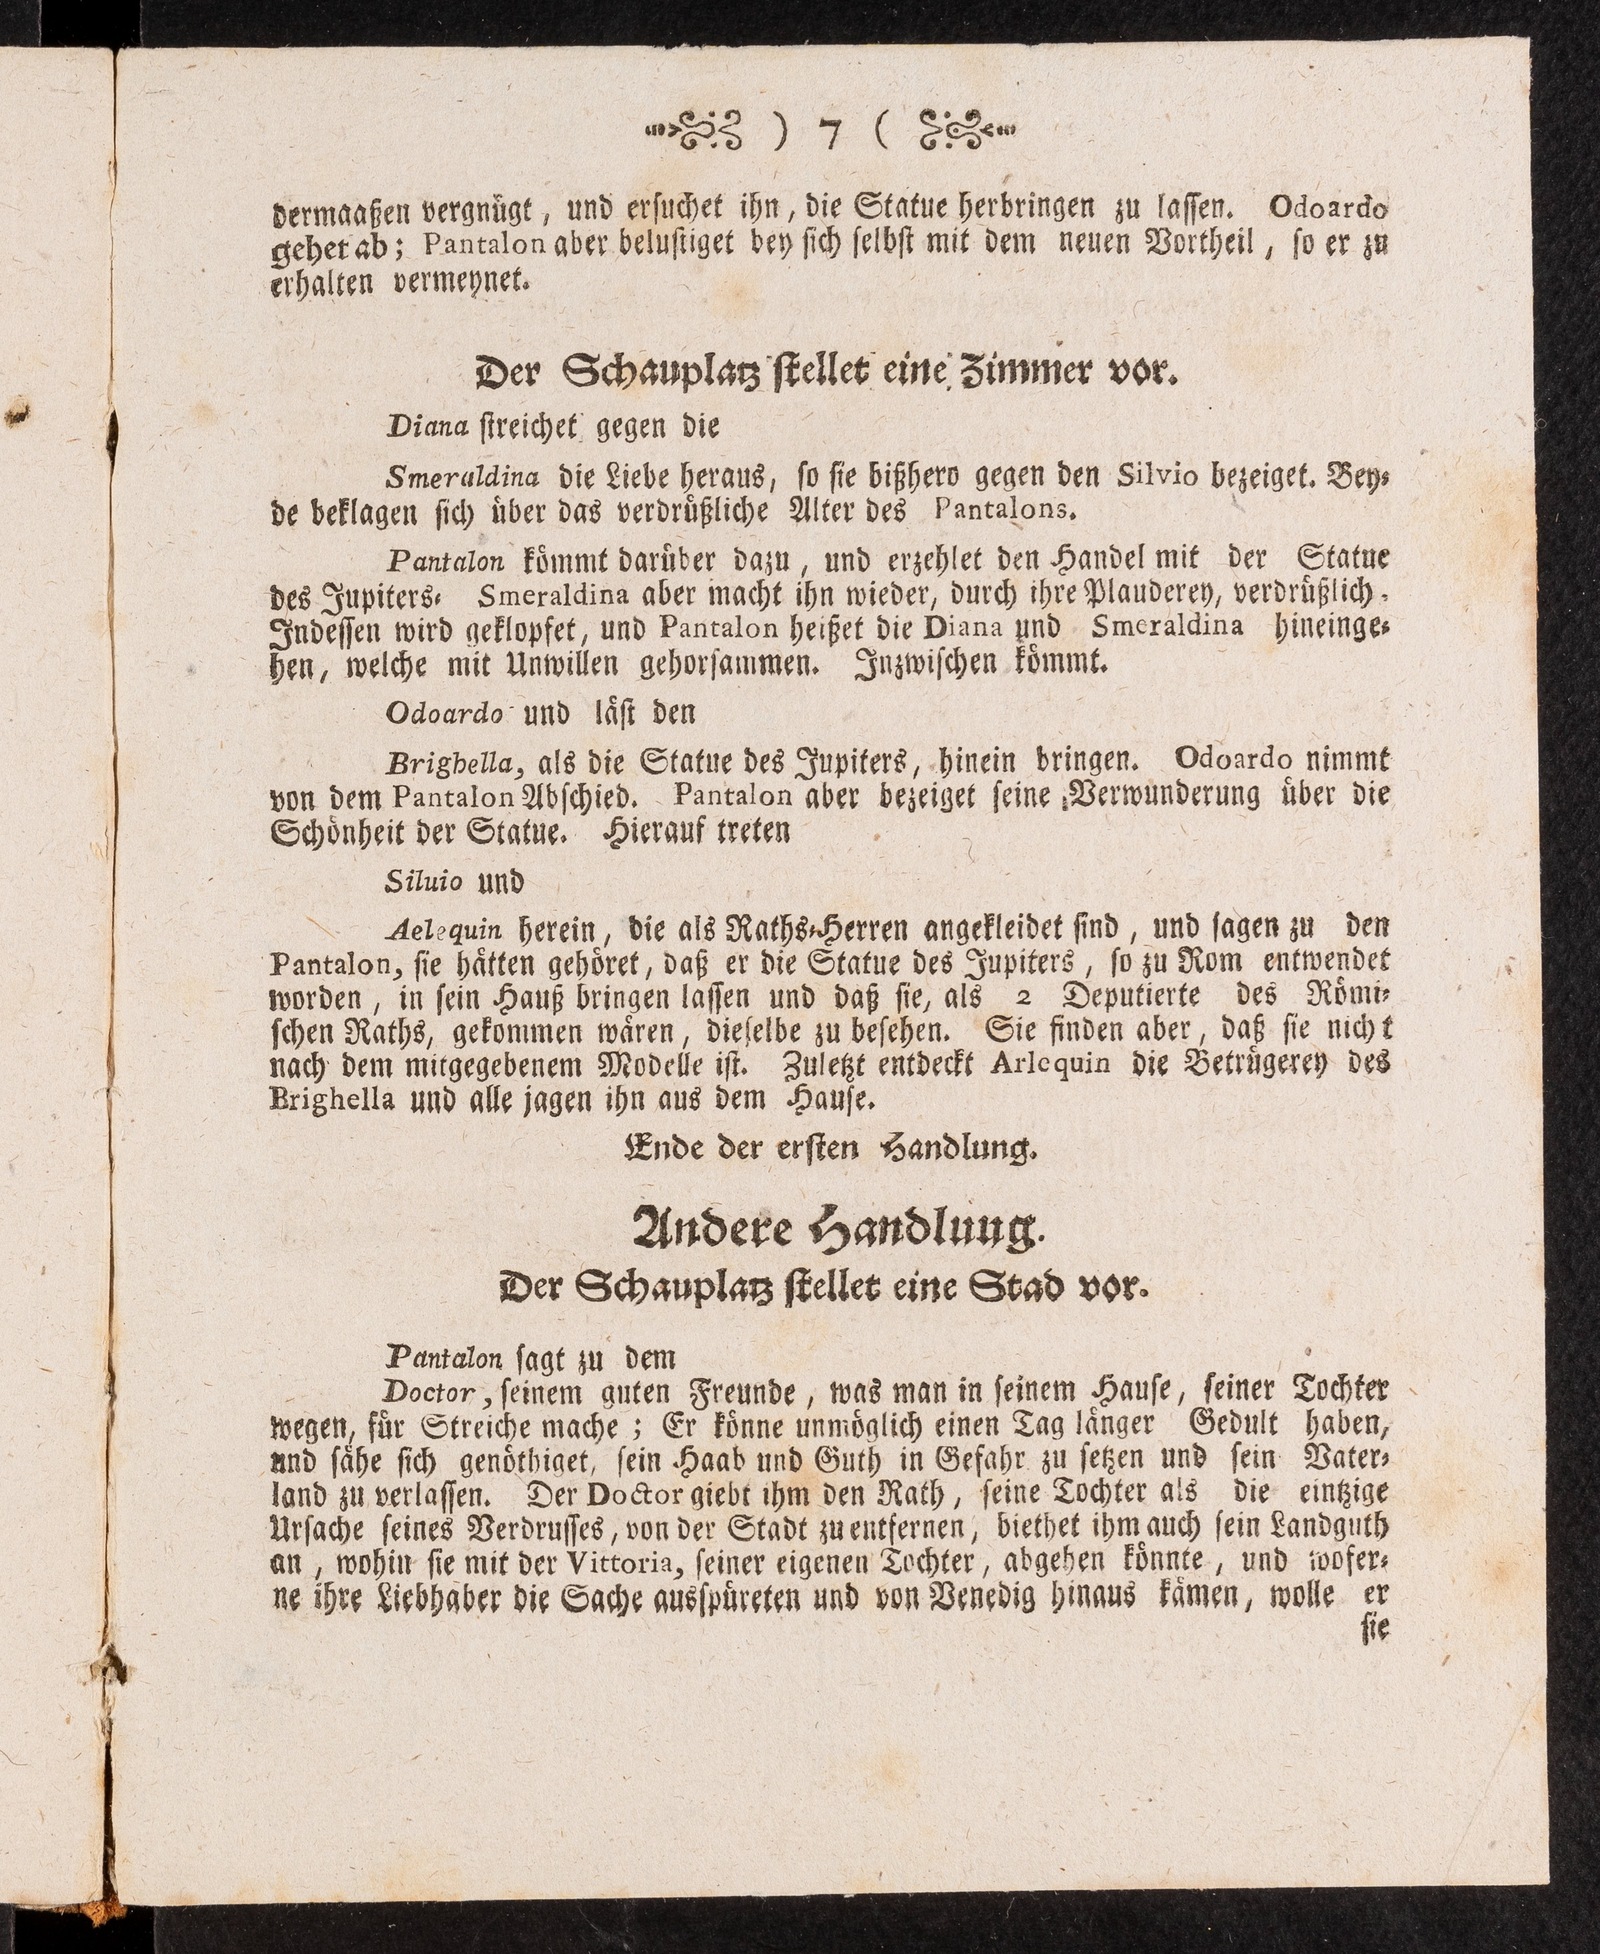 ) 7 (
dermaaßen vergnügt, und ersuchet ihn, die Statue herbringen zu lassen. Odoardo
gehet ab; Pantalon aber belustiget bey sich selbst mit dem neuen Vortheil, so er zu
erhalten vermeynet.
Der Schauplatz stellet eine Zimmer vor.
Diana streichet gegen die
Smeraldina die Liebe heraus, so sie bißhero gegen den Silvio bezeiget. Bey-
de beklagen sich über das verdrüßliche Alter des Pantalons.
Pantalon kömmt darüber dazu, und erzehlet den Handel mit der Statue
des Jupiters- Smeraldina aber macht ihn wieder, durch ihre Plauderey, verdrüßlich.
Indessen wird geklopfet, und Pantalon heißet die Diana und Smeraldina hineinge-
hen, welche mit Unwillen gehorsammen. Inzwischen kömmt.
Odoardo und läst den
Brighella, als die Statue des Jupiters, hinein bringen. Odoardo nimmt
von dem Pantalon Abschied. Pantalon aber bezeiget seine Verwunderung über die
Schönheit der Statue. Hierauf treten
Siluio und
Aelequin herein, die als Raths-Herren angekleidet sind, und sagen zu den
Pantalon, sie hätten gehöret, daß er die Statue des Jupiters, so zu Rom entwendet
worden, in sein Hauß bringen lassen und daß sie, als 2 Deputierte des Römi-
schen Raths, gekommen wären, dieselbe zu besehen. Sie finden aber, daß sie nicht
nach dem mitgegebenem Modelle ist. Zuletzt entdeckt Arlequin die Betrügerey des
Brighella und alle jagen ihn aus dem Hause.
Ende der ersten Handlung.
Andere Handlung.
Der Schauplatz stellet eine Stad vor.
Pantalon sagt zu dem
Doctor, seinem guten Freunde, was man in seinem Hause, seiner Tochter
wegen, für Streiche mache; Er könne unmöglich einen Tag länger Gedult haben,
und sähe sich genöthiget, sein Haab und Guth in Gefahr zu setzen und sein Vater-
land zu verlassen. Der Doctor giebt ihm den Rath, seine Tochter als die eintzige
Ursache seines Verdrusses, von der Stadt zu entfernen, biethet ihm auch sein Landguth
an, wohin sie mit der Vittoria, seiner eigenen Tochter, abgehen könnte, und wofer-
ne ihre Liebhaber die Sache ausspüreten und von Venedig hinaus kämen, wolle er
sie